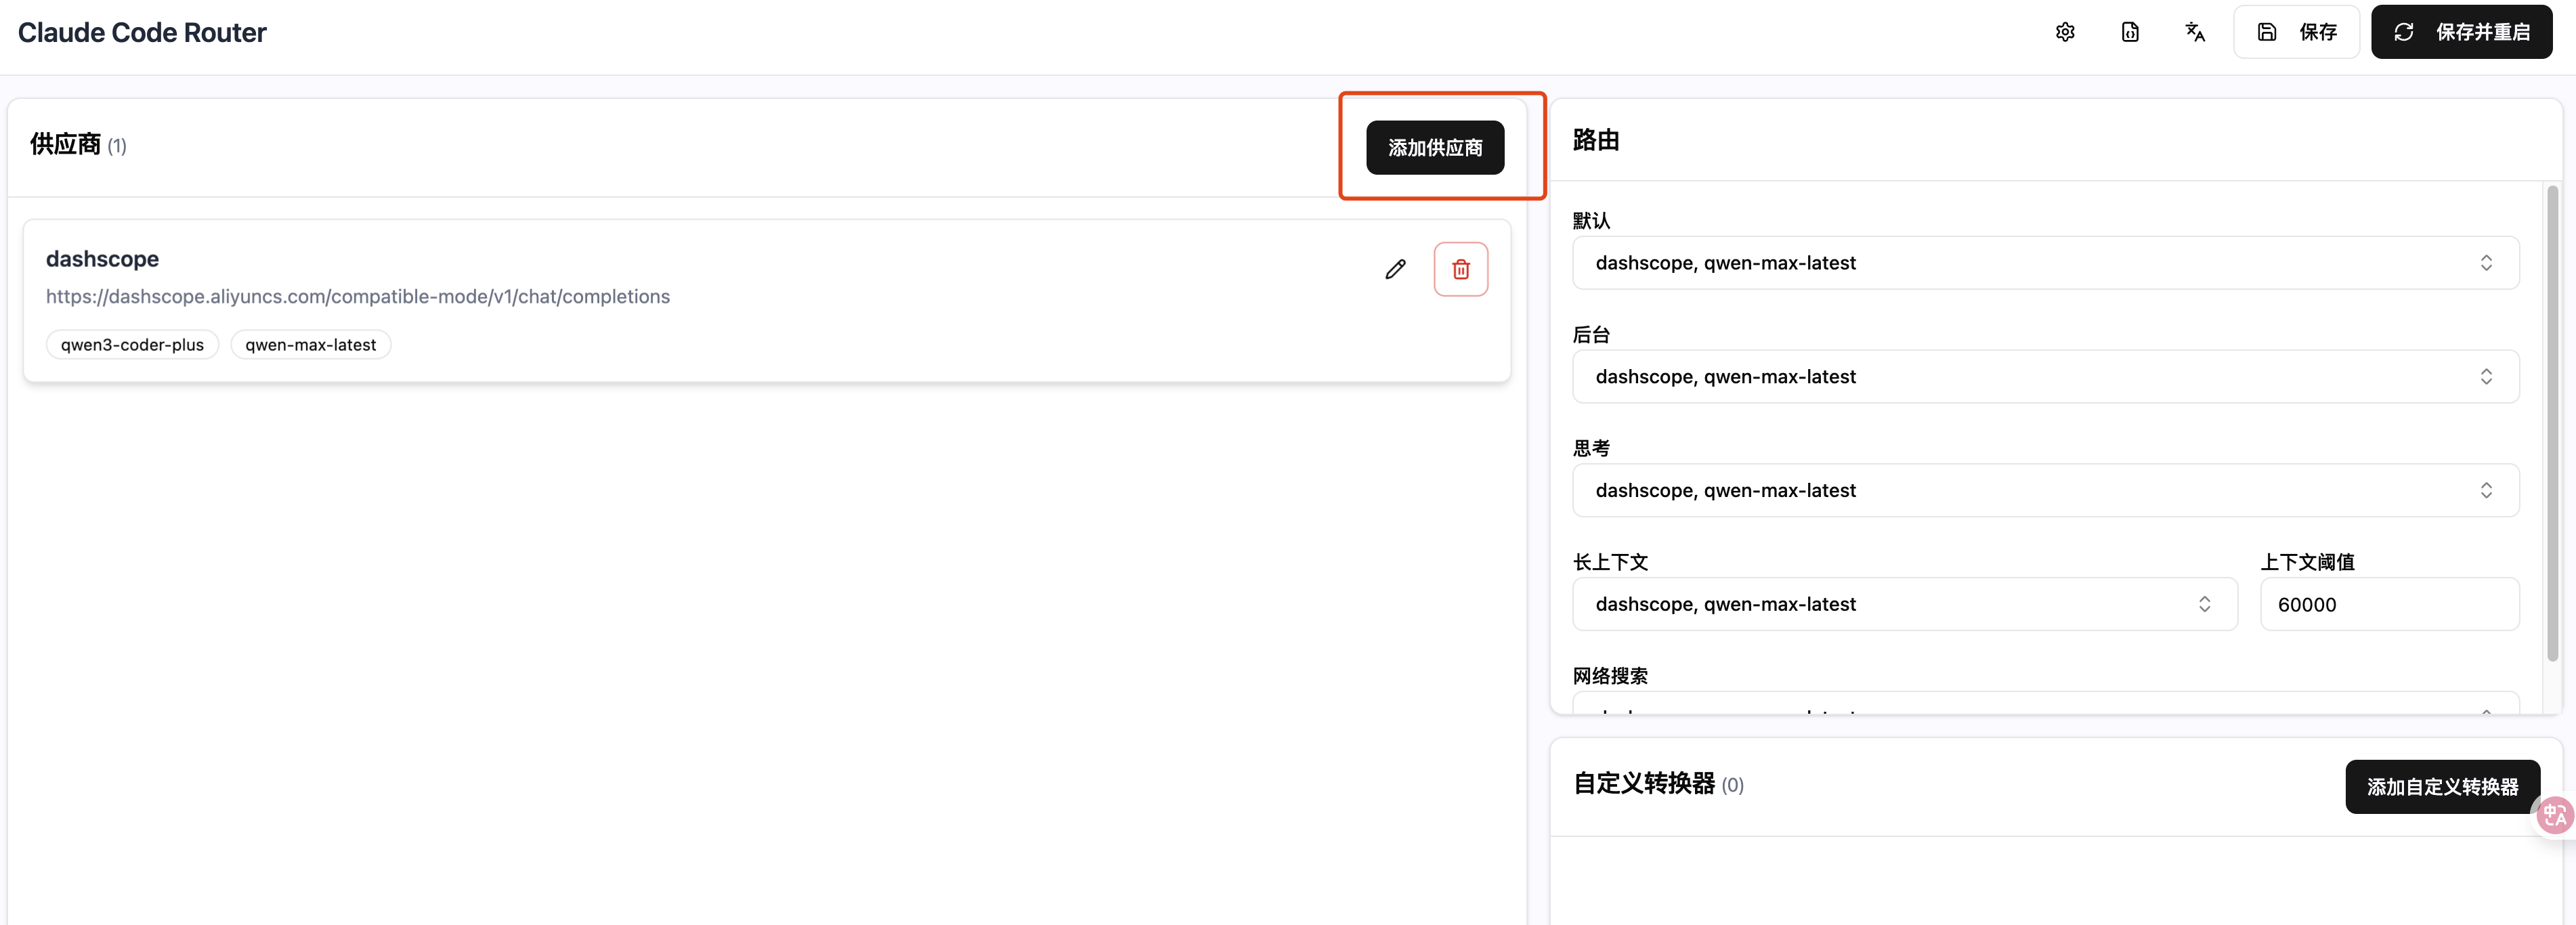 Claude Code Router
保存
保存并重启
供应商 (1)
添加供应商
dashscope
https://dashscope.aliyuncs.com/compatible-mode/v1/chat/completions
qwen3-coder-plus
qwen-max-latest
路由
默认
dashscope, qwen-max-latest
后台
dashscope, qwen-max-latest
思考
dashscope, qwen-max-latest
长上下文
上下文阈值
dashscope, qwen-max-latest
60000
网络搜索
自定义转换器 (0)
添加自定义转换器